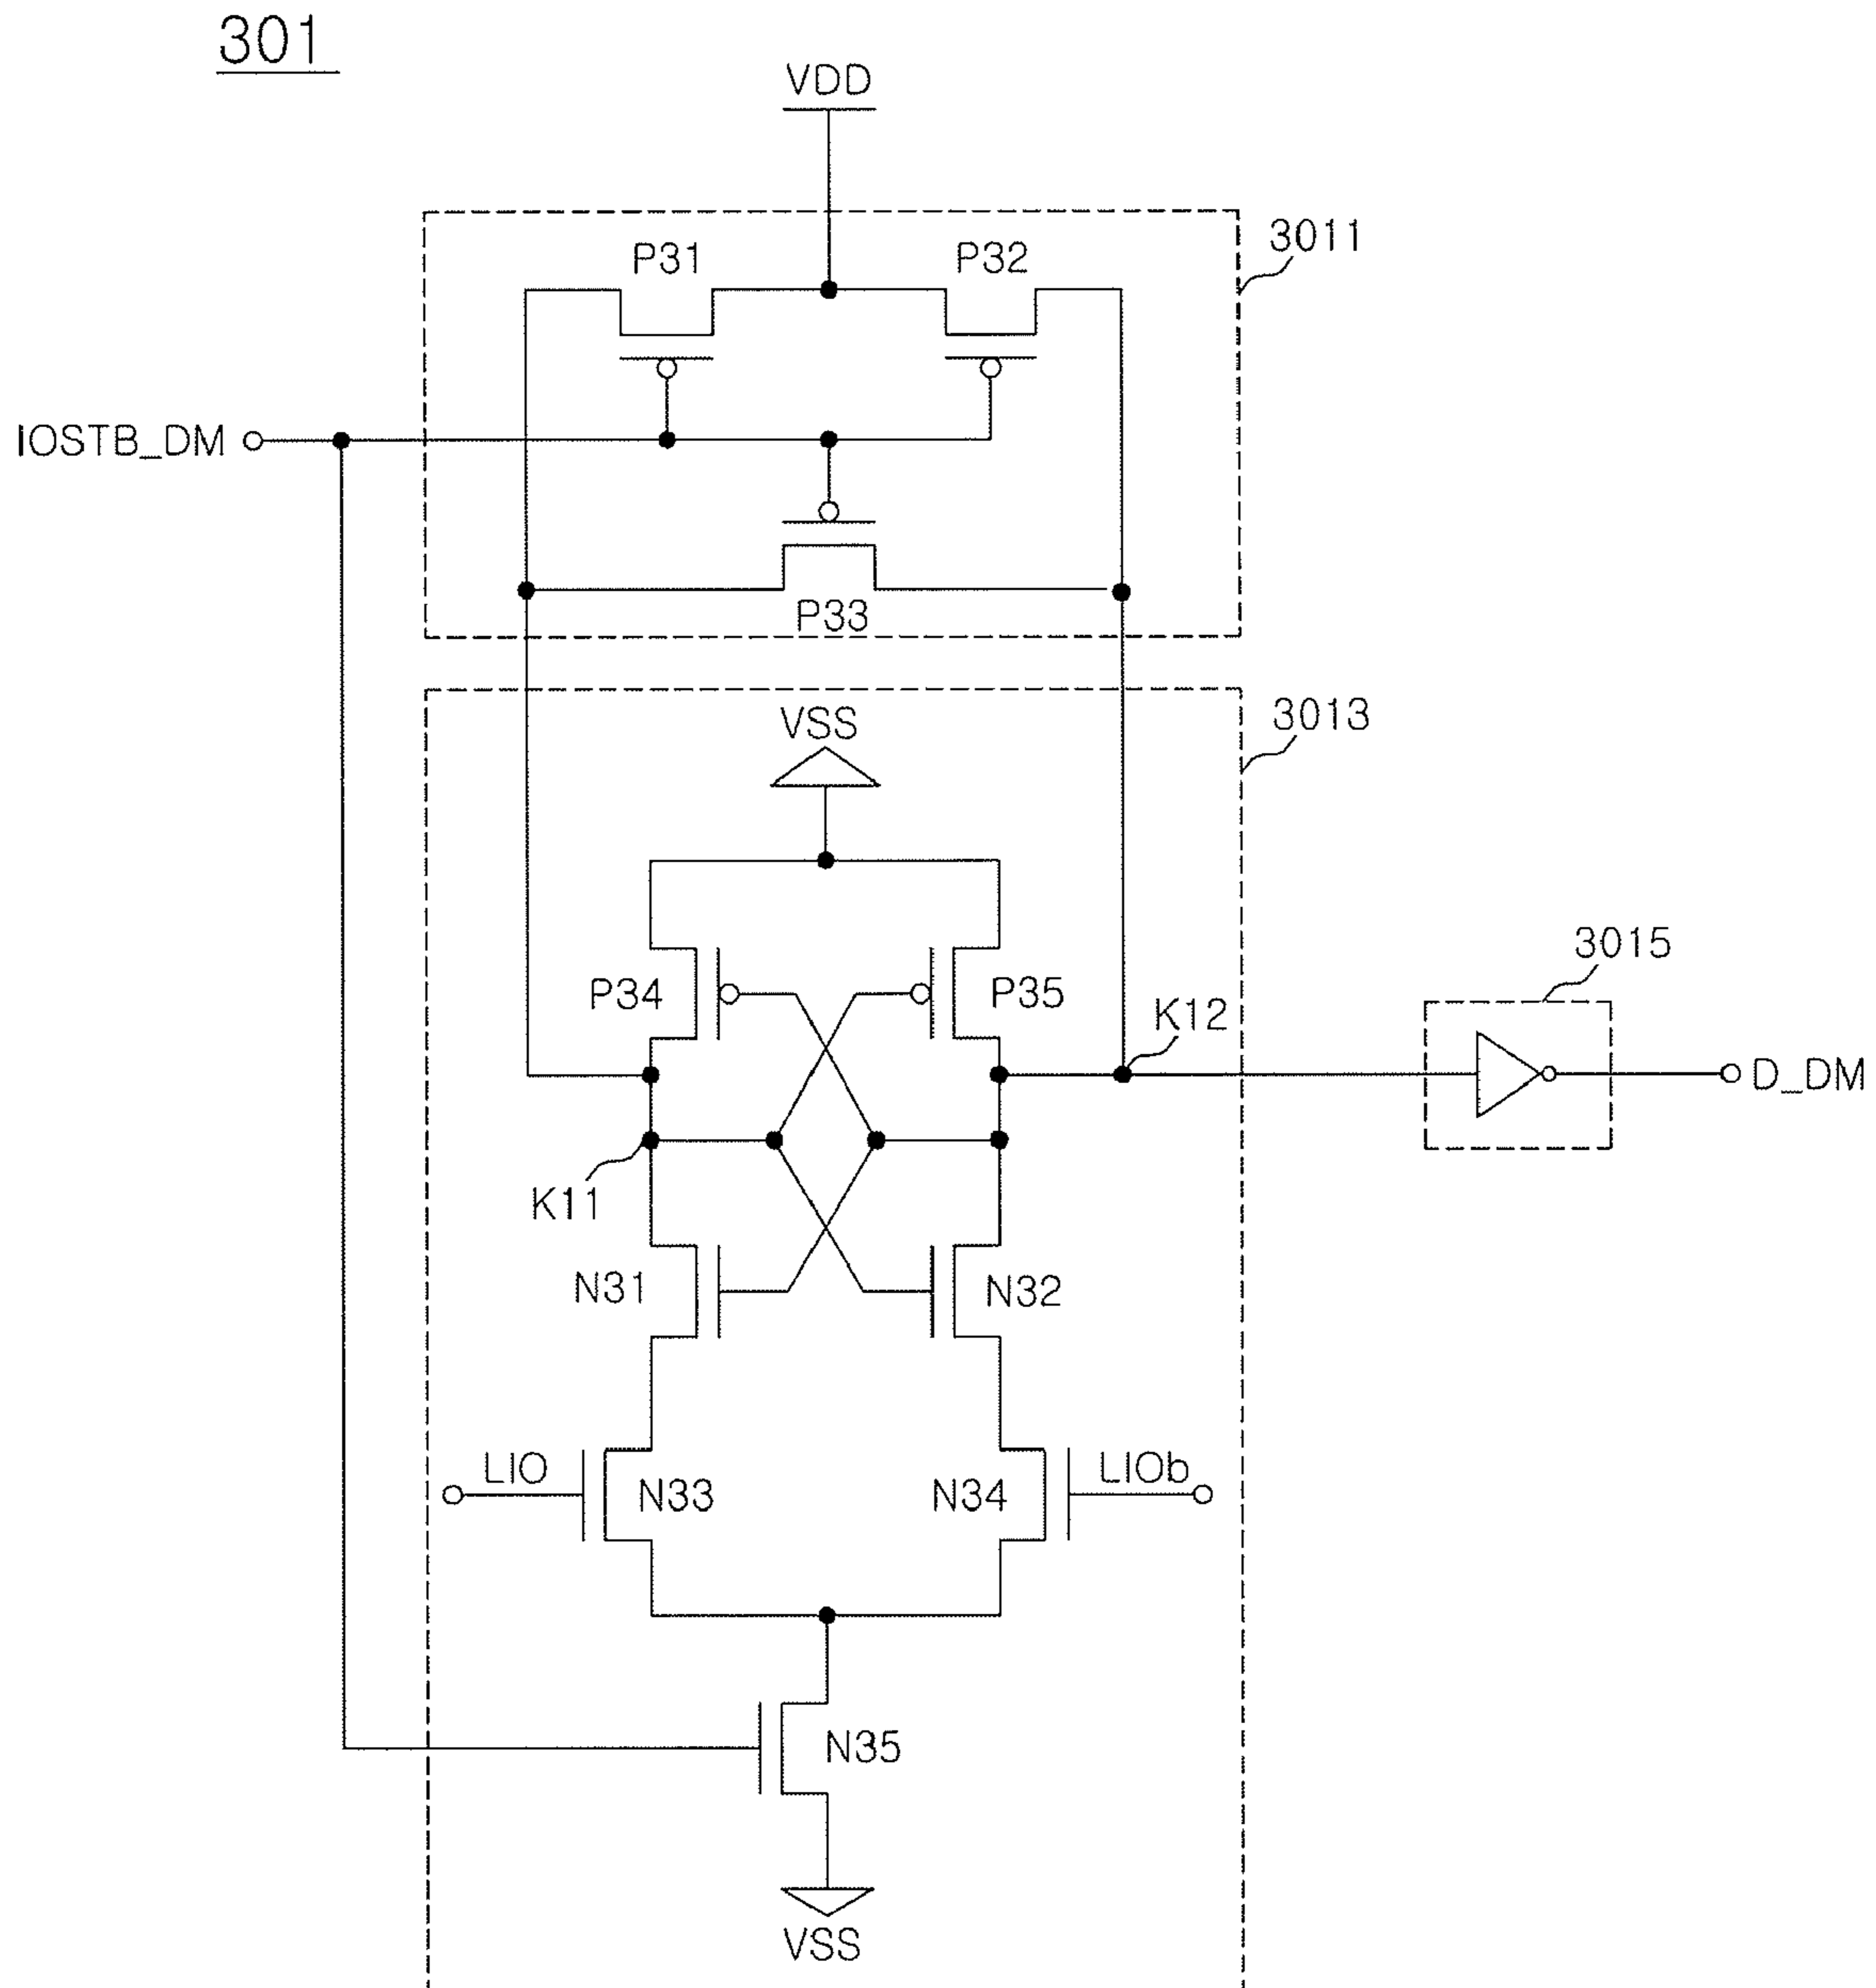 301
VDD
3011
P31
P32
IOSTB_DM
P33
3013
VSS
3015
P34
P35
K12
D_DM
K11
N31
N32
LIO
LIOb
N33
N34
N35
VSS